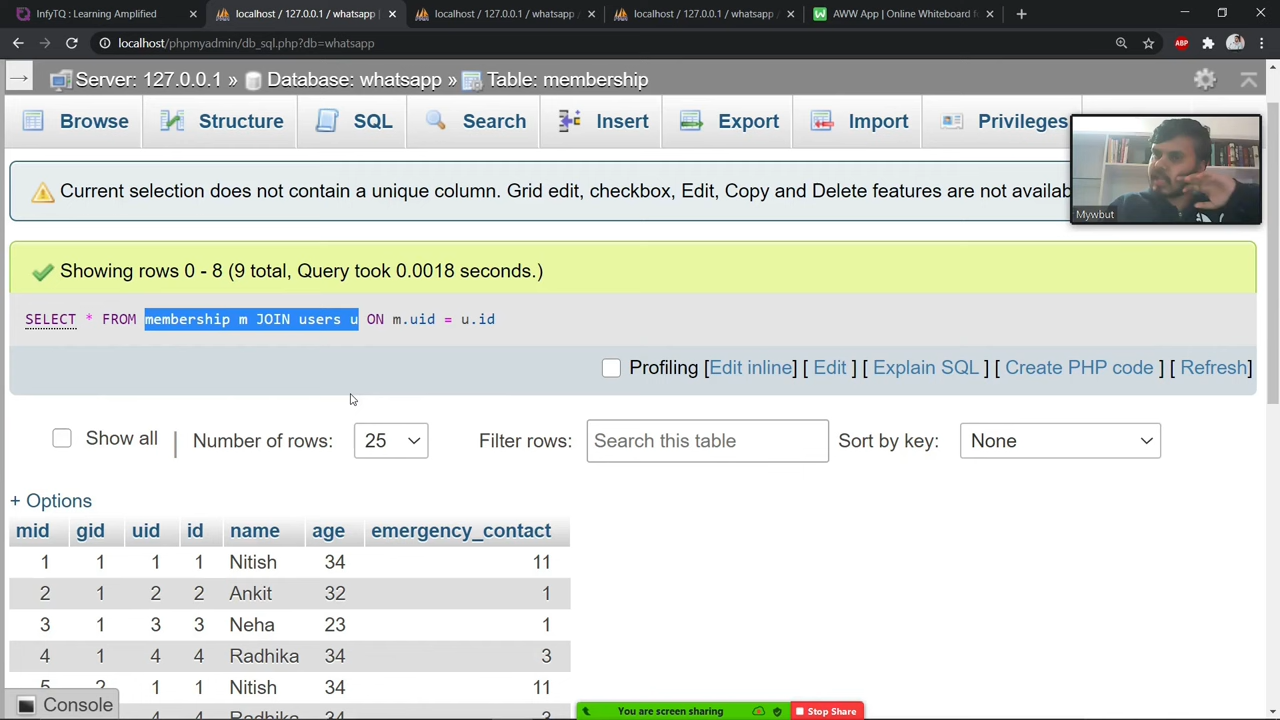 InfyTQ | Learning Amplified
localhost / 127.0.0.1 / whatsapp |
localhost / 127.0.0.1 / whatsapp /
localhost / 127.0.0.1 / whatsapp /
AWW App | Online Whiteboard f
localhost/phpmyadmin/db_sql.php?db=whatsapp
ABP
Server: 127.0.0.1 » Database: whatsapp » Table: membership
Browse Structure SQL Search Insert Export Import Privileges
Current selection does not contain a unique column. Grid edit, checkbox, Edit, Copy and Delete features are not availab
Mywbut
Showing rows 0 - 8 (9 total, Query took 0.0018 seconds.)
SELECT * FROM membership m JOIN users u ON m.uid = u.id
Profiling [Edit inline] [ Edit ] [ Explain SQL ] [ Create PHP code ] [ Refresh]
Show all Number of rows: 25 Filter rows: Search this table Sort by key: None
+ Options
mid gid uid id name age emergency_contact
1 1 1 1 Nitish 34 11
2 1 2 2 Ankit 32 1
3 1 3 3 Neha 23 1
4 1 4 4 Radhika 34 3
5 2 1 1 Nitish 34 11
4 4 Radhika 34 3
Console
You are screen sharing Stop Share